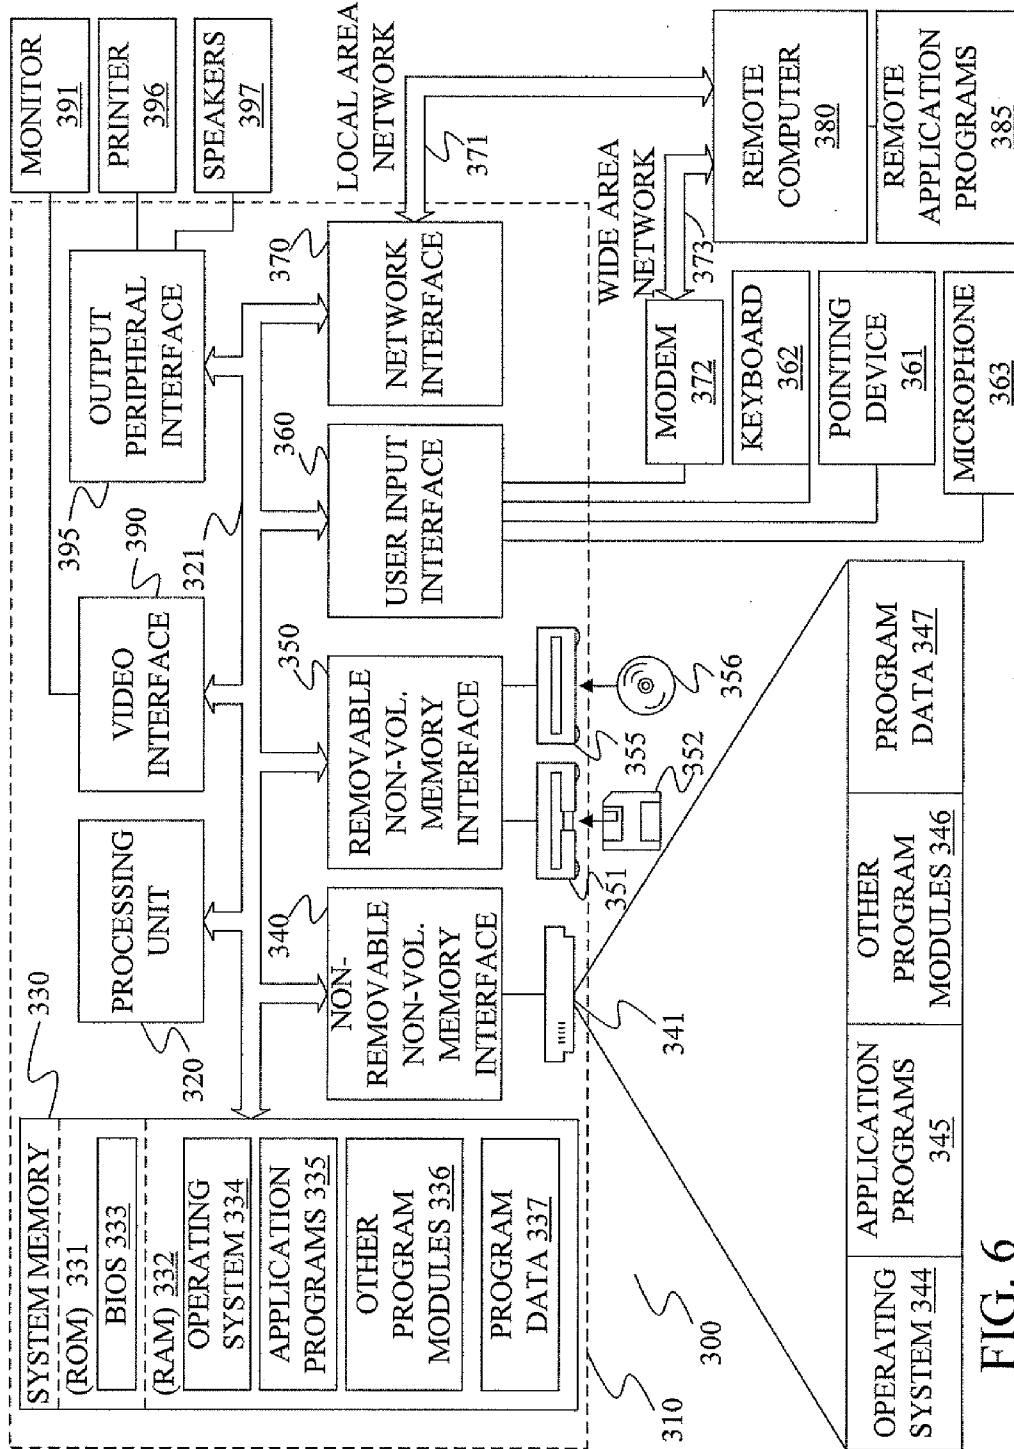 SYSTEM MEMORY
(ROM) 331
BIOS 333
(RAM) 332
OPERATING
SYSTEM 334
APPLICATION
PROGRAMS 335
OTHER
PROGRAM
MODULES 336
PROGRAM
DATA 337
330
PROCESSING
UNIT
320
VIDEO
INTERFACE
390
321
OUTPUT
PERIPHERAL
INTERFACE
395
MONITOR
391
PRINTER
396
SPEAKERS
397
NON-
REMOVABLE
NON-VOL.
MEMORY
INTERFACE
340
REMOVABLE
NON-VOL.
MEMORY
INTERFACE
350
USER INPUT
INTERFACE
360
NETWORK
INTERFACE
370
LOCAL AREA
NETWORK
371
341
351
352
355
356
WIDE AREA
NETWORK
373
MODEM
372
KEYBOARD
362
POINTING
DEVICE
361
MICROPHONE
363
REMOTE
COMPUTER
380
REMOTE
APPLICATION
PROGRAMS
385
310
300
OPERATING
SYSTEM 344
APPLICATION
PROGRAMS
345
OTHER
PROGRAM
MODULES 346
PROGRAM
DATA 347
FIG. 6